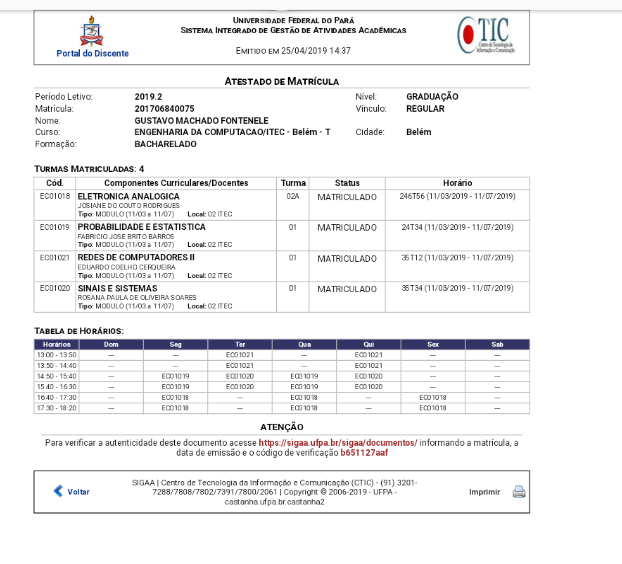 UNIVERSIDADE FEDERAL DO PARÁ
SISTEMA INTEGRADO DE GESTÃO DE ATIVIDADES ACADÊMICAS
EMITIDO EM 25/04/2019 14:37
Portal do Discente
CTIC
Centro de Tecnologia da
Informação e Comunicação
ATESTADO DE MATRÍCULA
Período Letivo: 2019.2 Nível: GRADUAÇÃO
Matrícula: 201706840075 Vínculo: REGULAR
Nome: GUSTAVO MACHADO FONTENELE
Curso: ENGENHARIA DA COMPUTACAO/ITEC - Belém - T Cidade: Belém
Formação: BACHARELADO
TURMAS MATRICULADAS: 4
Cód. Componentes Curriculares/Docentes Turma Status Horário
EC01018 ELETRONICA ANALOGICA 02A MATRICULADO 246T56 (11/03/2019 - 11/07/2019)
JOSIANE DO COUTO RODRIGUES
Tipo: MODULO (11/03 a 11/07) Local: 02 ITEC
EC01019 PROBABILIDADE E ESTATISTICA 01 MATRICULADO 24T34 (11/03/2019 - 11/07/2019)
FABRICIO JOSE BRITO BARROS
Tipo: MODULO (11/03 a 11/07) Local: 02 ITEC
EC01021 REDES DE COMPUTADORES II 01 MATRICULADO 35T12 (11/03/2019 - 11/07/2019)
EDUARDO COELHO CERQUEIRA
Tipo: MODULO (11/03 a 11/07) Local: 02 ITEC
EC01020 SINAIS E SISTEMAS 01 MATRICULADO 35T34 (11/03/2019 - 11/07/2019)
ROSANA PAULA DE OLIVEIRA SOARES
Tipo: MODULO (11/03 a 11/07) Local: 02 ITEC
TABELA DE HORÁRIOS:
Horários Dom Seg Ter Qua Qui Sex Sab
13:00 - 13:50 --- --- EC01021 --- EC01021 --- ---
13:50 - 14:40 --- --- EC01021 --- EC01021 --- ---
14:50 - 15:40 --- EC01019 EC01020 EC01019 EC01020 --- ---
15:40 - 16:30 --- EC01019 EC01020 EC01019 EC01020 --- ---
16:40 - 17:30 --- EC01018 --- EC01018 --- EC01018 ---
17:30 - 18:20 --- EC01018 --- EC01018 --- EC01018 ---
ATENÇÃO
Para verificar a autenticidade deste documento acesse https://sigaa.ufpa.br/sigaa/documentos/ informando a matrícula, a
data de emissão e o código de verificação b651127aaf
Voltar
SIGAA | Centro de Tecnologia da Informação e Comunicação (CTIC) - (91) 3201-
7288/7808/7802/7391/7800/2061 | Copyright © 2006-2019 - UFPA -
castanha.ufpa.br.castanha2
Imprimir